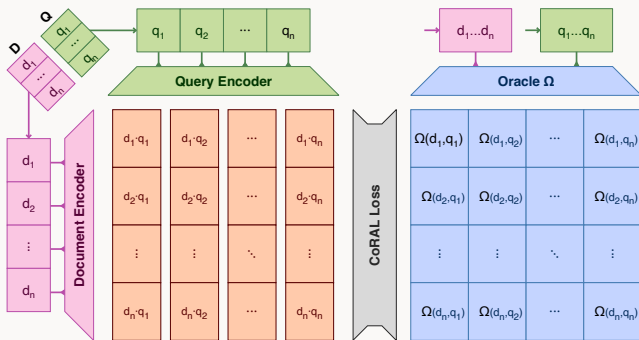 D
Q
d₁
...
dₙ
q₁
...
qₙ
q₁ q₂ ... qₙ
Query Encoder
d₁
d₂
⋮
dₙ
Document Encoder
d₁·q₁ d₁·q₂ ... d₁·qₙ
d₂·q₁ d₂·q₂ ... d₂·qₙ
⋮ ⋮ ⋱ ⋮
dₙ·q₁ dₙ·q₂ ... dₙ·qₙ
CoRAL Loss
d₁...dₙ q₁...qₙ
Oracle Ω
Ω(d₁,q₁) Ω(d₁,q₂) ... Ω(d₁,qₙ)
Ω(d₂,q₁) Ω(d₂,q₂) ... Ω(d₂,qₙ)
⋮ ⋮ ⋱ ⋮
Ω(dₙ,q₁) Ω(dₙ,q₂) ... Ω(dₙ,qₙ)